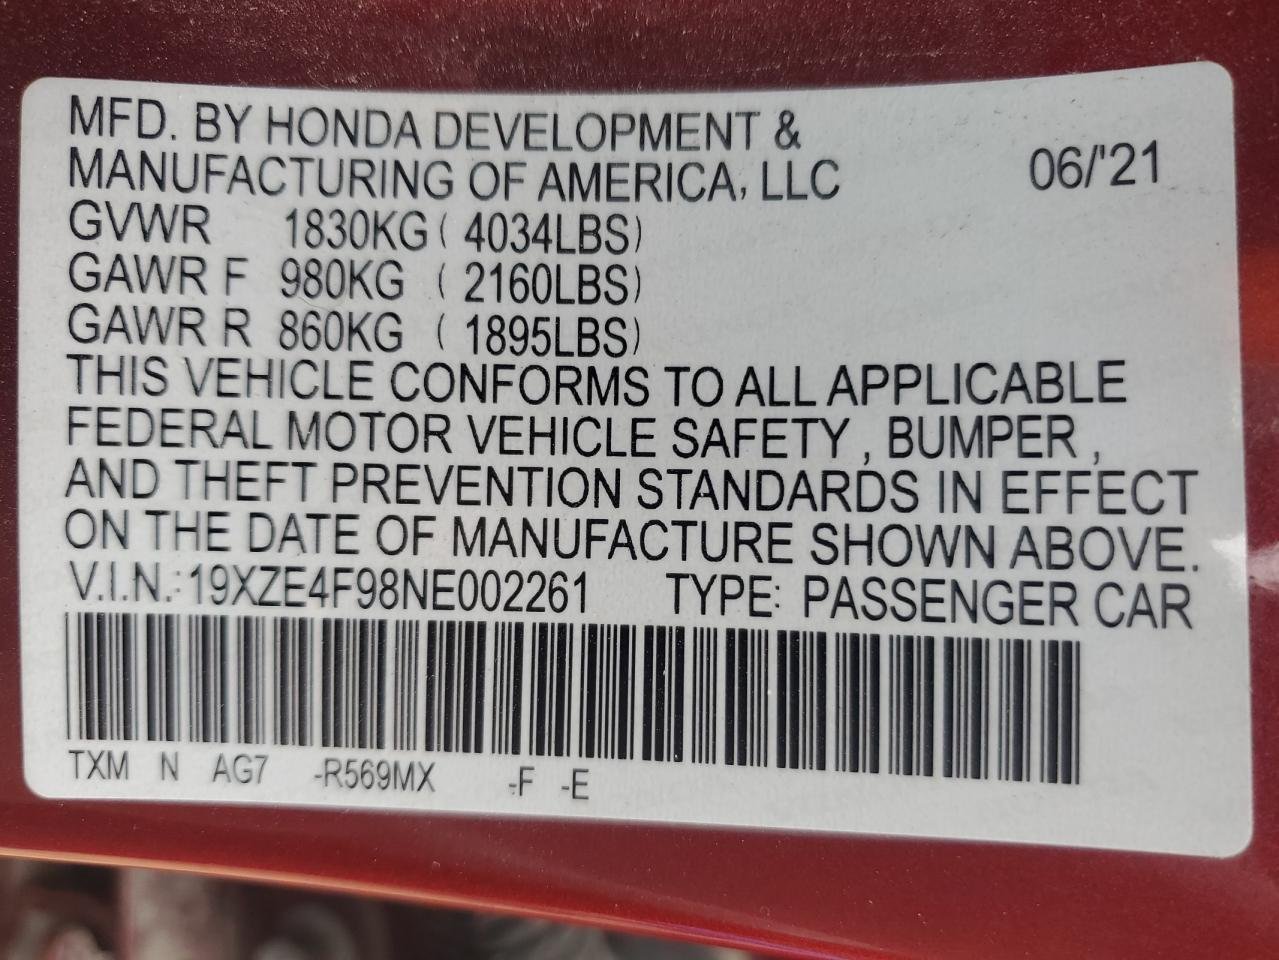 MFD. BY HONDA DEVELOPMENT &
MANUFACTURING OF AMERICA, LLC 06/'21
GVWR 1830KG ( 4034LBS)
GAWR F 980KG ( 2160LBS)
GAWR R 860KG ( 1895LBS)
THIS VEHICLE CONFORMS TO ALL APPLICABLE
FEDERAL MOTOR VEHICLE SAFETY , BUMPER ,
AND THEFT PREVENTION STANDARDS IN EFFECT
ON THE DATE OF MANUFACTURE SHOWN ABOVE.
V.I.N.: 19XZE4F98NE002261 TYPE: PASSENGER CAR
TXM N AG7 -R569MX -F -E